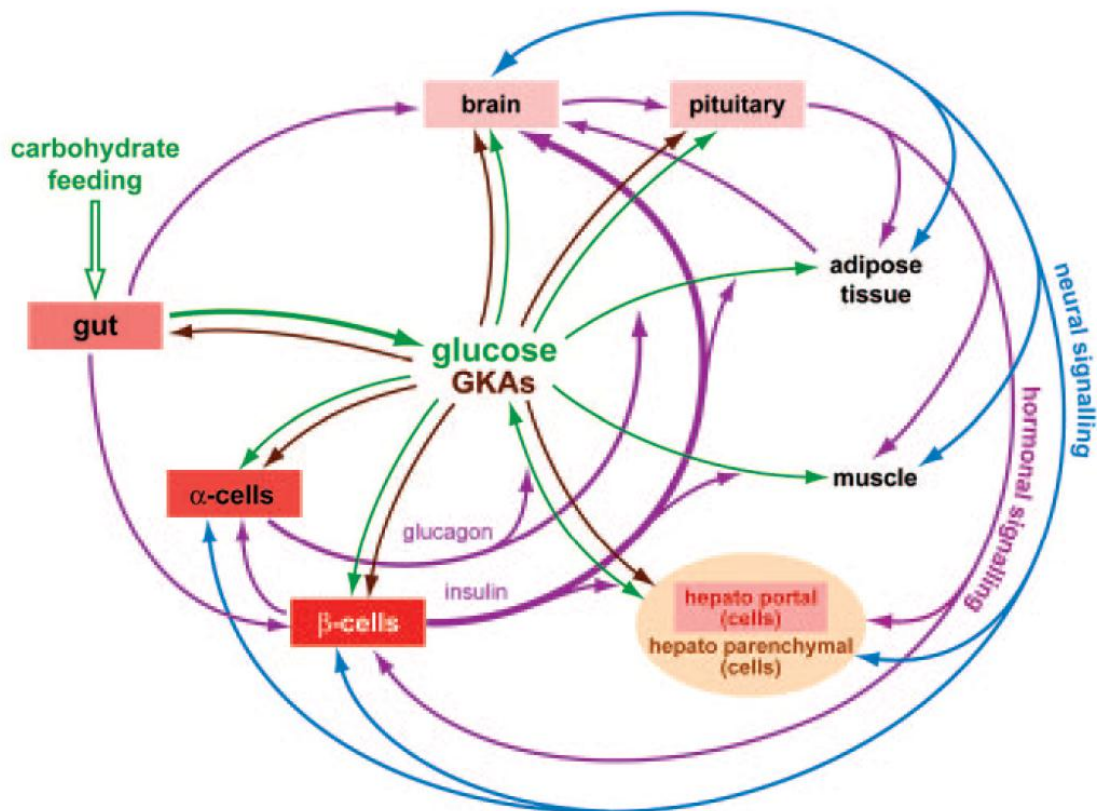 brain
pituitary
carbohydrate
feeding
adipose
tissue
gut
glucose
GKAs
neural signalling
hormonal signalling
muscle
α-cells
glucagon
insulin
hepato portal
(cells)
hepato parenchymal
(cells)
β-cells